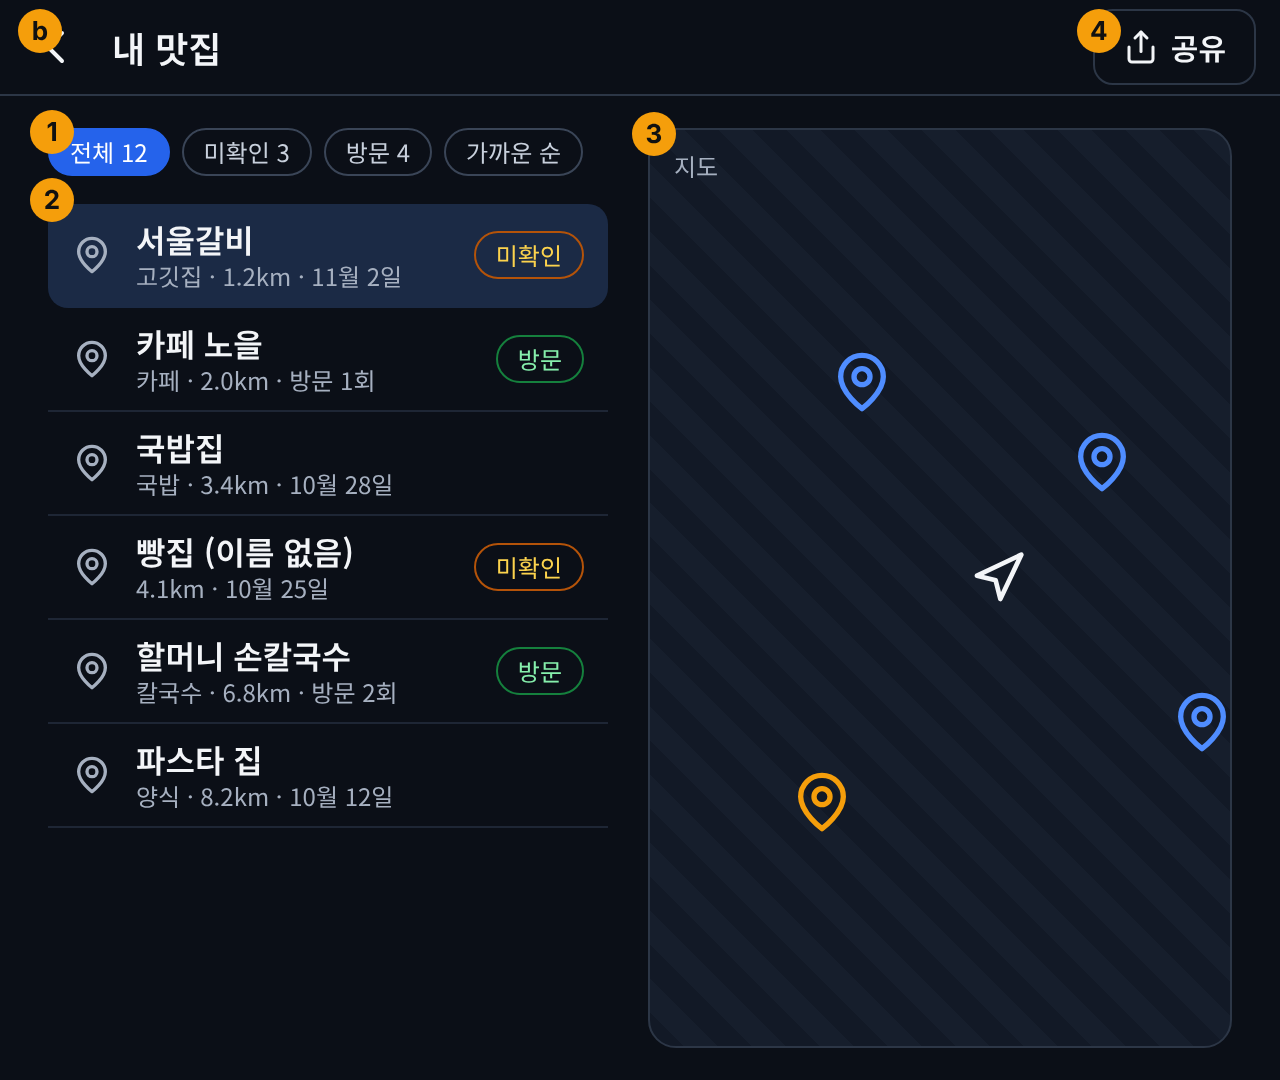 b 내 맛집
4 공유
1 전체 12 미확인 3 방문 4 가까운 순
2
서울갈비
고깃집 · 1.2km · 11월 2일
미확인
카페 노을
카페 · 2.0km · 방문 1회
방문
국밥집
국밥 · 3.4km · 10월 28일
빵집 (이름 없음)
4.1km · 10월 25일
미확인
할머니 손칼국수
칼국수 · 6.8km · 방문 2회
방문
파스타 집
양식 · 8.2km · 10월 12일
3
지도